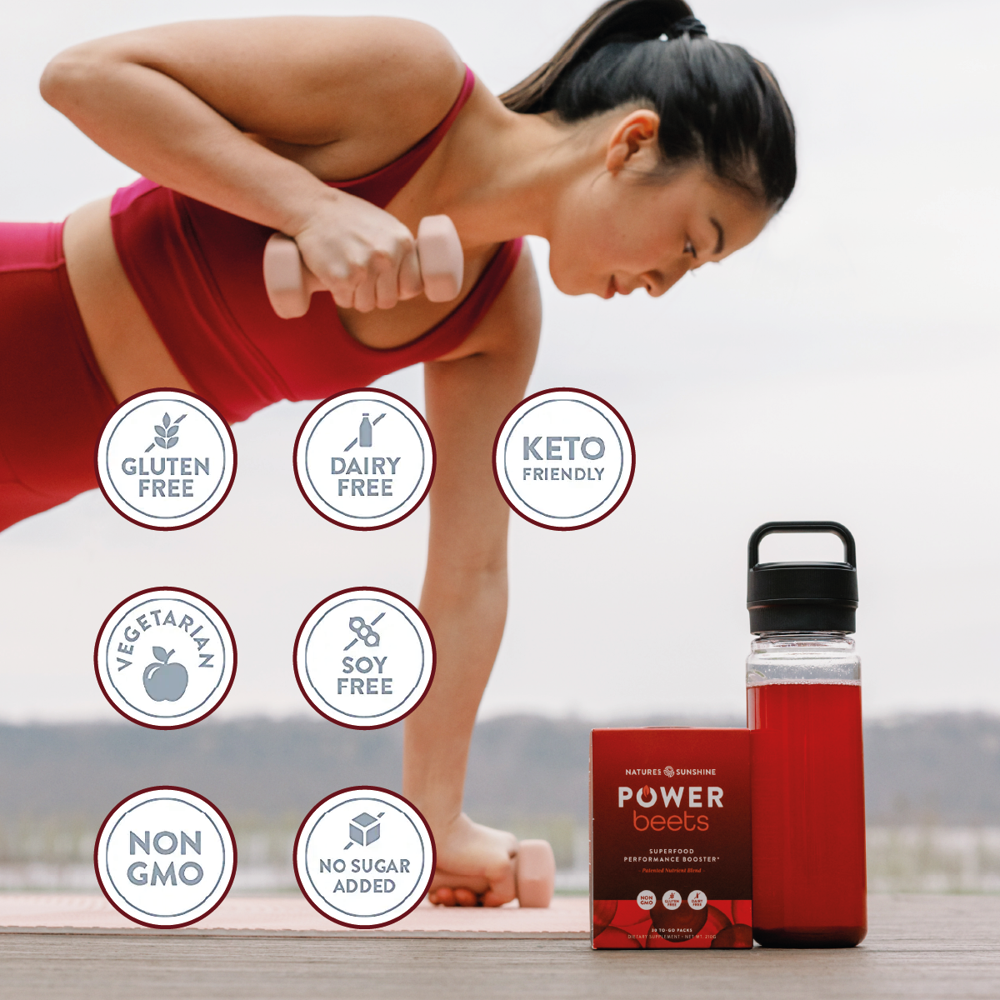 GLUTEN
FREE
DAIRY
FREE
KETO
FRIENDLY
VEGETARIAN
SOY
FREE
NON
GMO
NO SUGAR
ADDED
NATURES SUNSHINE
POWER
beets
SUPERFOOD
PERFORMANCE BOOSTER*
- Patented Nutrient Blend -
NON
GMO
GLUTEN
FREE
DAIRY
FREE
30 TO-GO PACKS
DIETARY SUPPLEMENT • NET WT. 210G